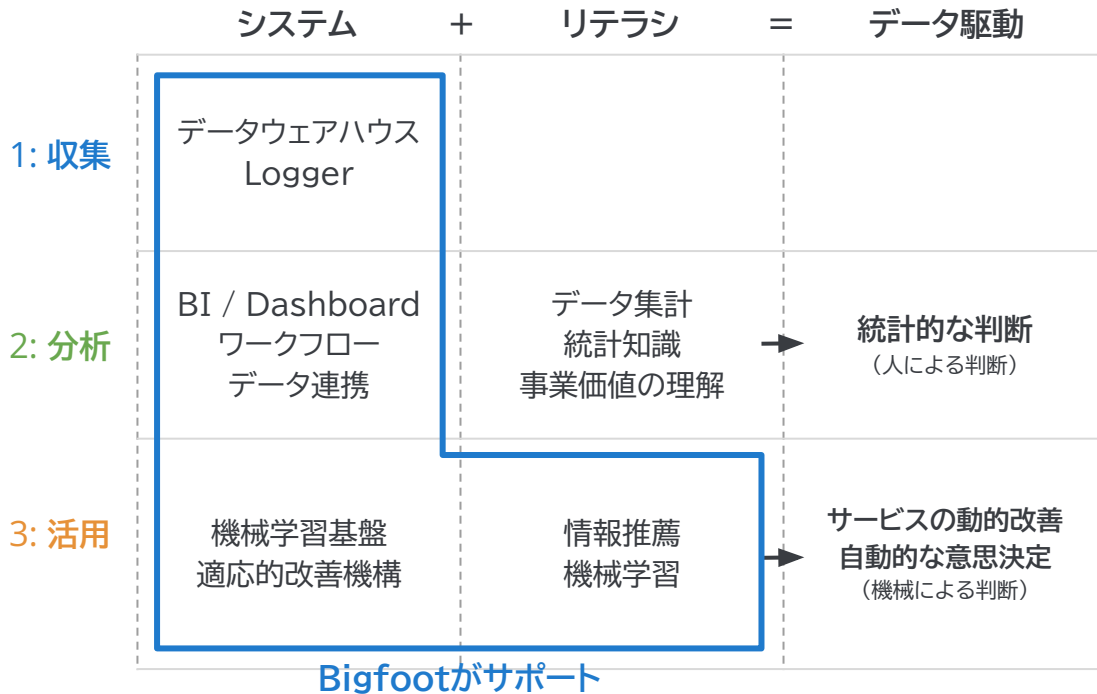 システム + リテラシ = データ駆動
1: 収集
データウェアハウス
Logger
2: 分析
BI / Dashboard
ワークフロー
データ連携
データ集計
統計知識
事業価値の理解
統計的な判断
（人による判断）
3: 活用
機械学習基盤
適応的改善機構
情報推薦
機械学習
サービスの動的改善
自動的な意思決定
（機械による判断）
Bigfootがサポート